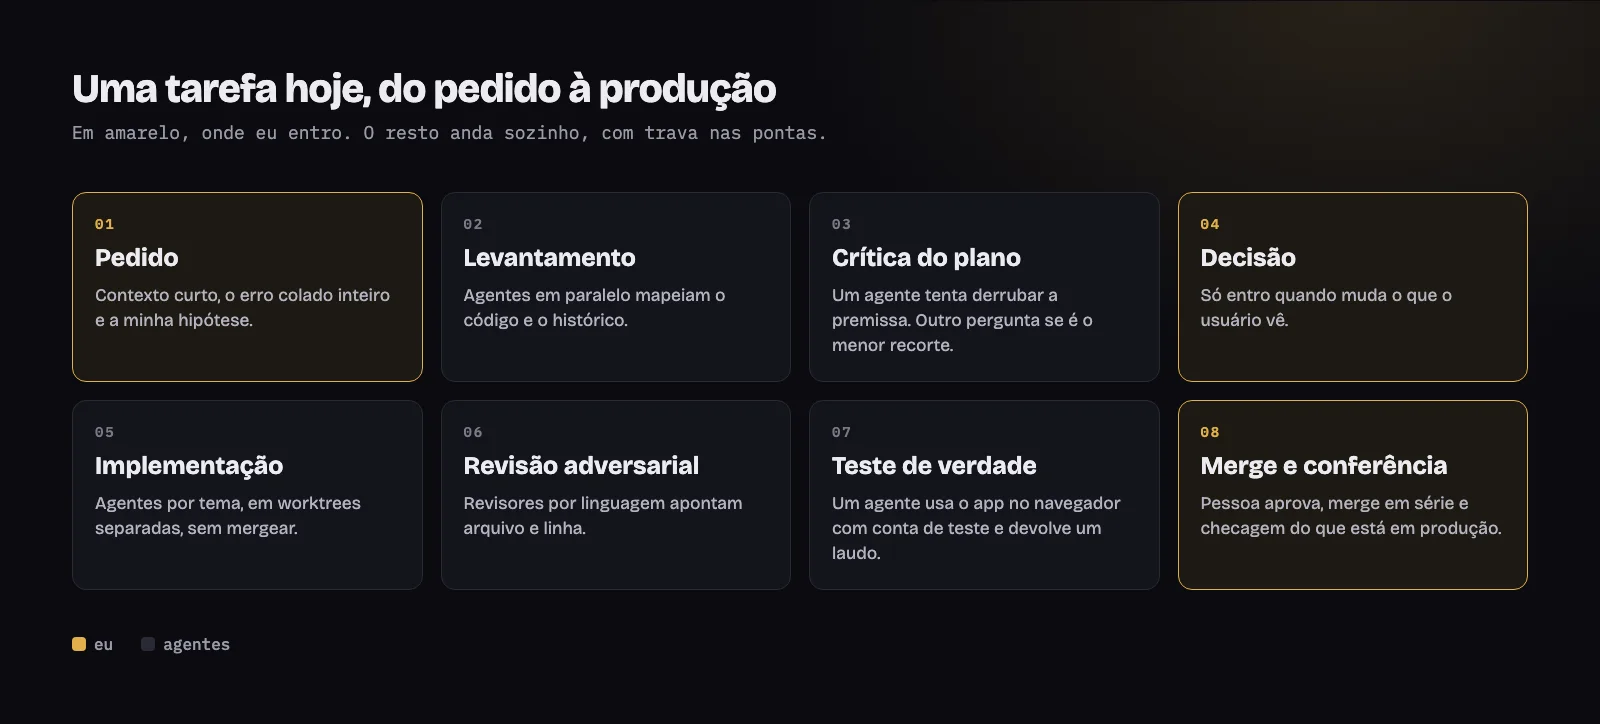 Uma tarefa hoje, do pedido à produção
Em amarelo, onde eu entro. O resto anda sozinho, com trava nas pontas.
01
Pedido
Contexto curto, o erro colado inteiro
e a minha hipótese.
02
Levantamento
Agentes em paralelo mapeiam o
código e o histórico.
03
Crítica do plano
Um agente tenta derrubar a
premissa. Outro pergunta se é o
menor recorte.
04
Decisão
Só entro quando muda o que o
usuário vê.
05
Implementação
Agentes por tema, em worktrees
separadas, sem mergear.
06
Revisão adversarial
Revisores por linguagem apontam
arquivo e linha.
07
Teste de verdade
Um agente usa o app no navegador
com conta de teste e devolve um
laudo.
08
Merge e conferência
Pessoa aprova, merge em série e
checagem do que está em produção.
eu
agentes